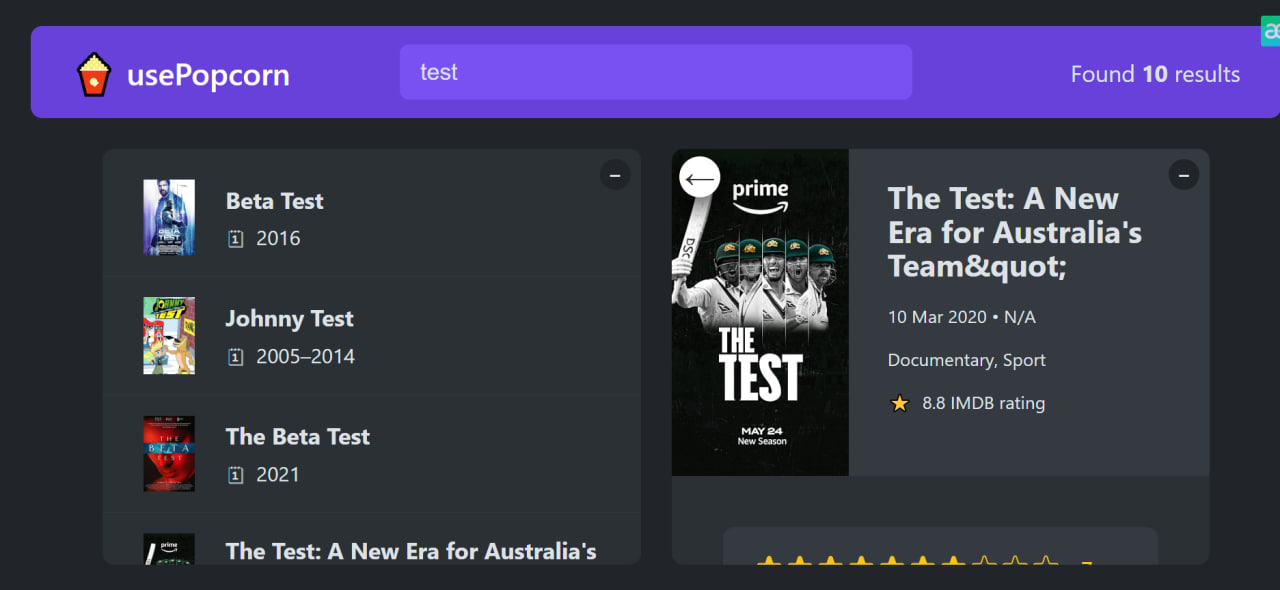 usePopcorn
test
Found 10 results
Beta Test
2016
Johnny Test
2005–2014
The Beta Test
2021
prime
The Test: A New Era for Australia's
prime
DSC
THE
TEST
MAY 24
New Season
The Test: A New
Era for Australia's
Team&quot;
10 Mar 2020 • N/A
Documentary, Sport
8.8 IMDB rating